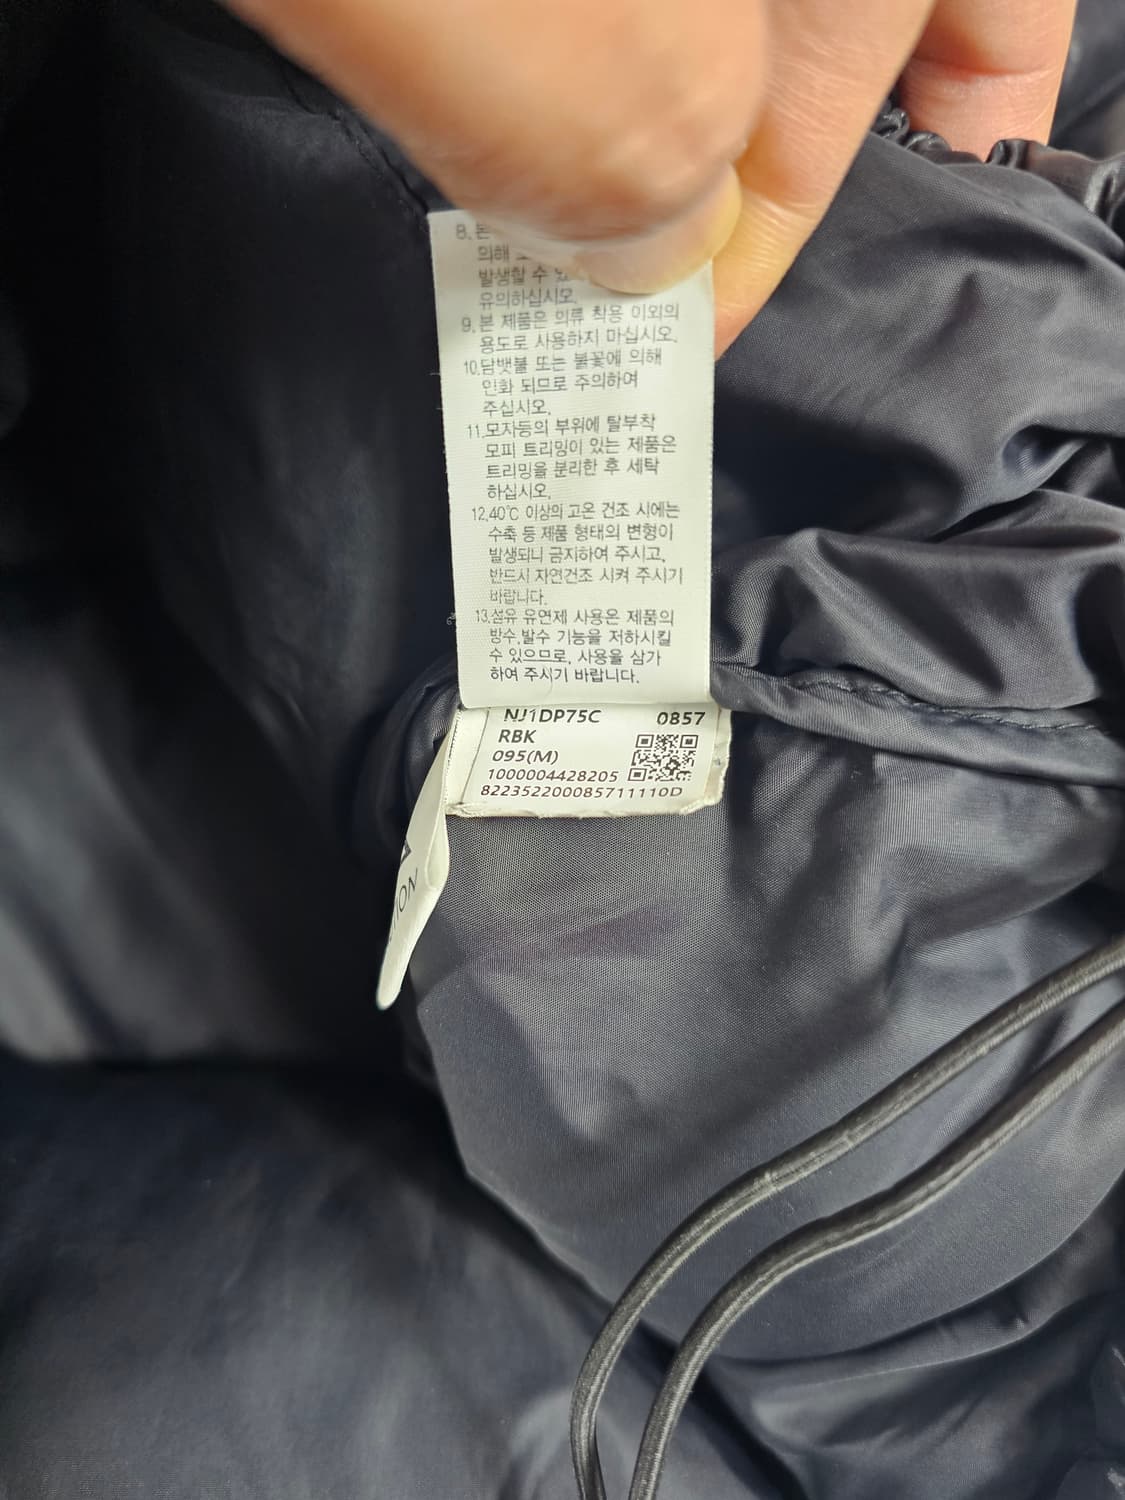 8.본
의해
발생할 수 있
유의하십시오.
9.본 제품은 의류 착용 이외의
용도로 사용하지 마십시오.
10.담뱃불 또는 불꽃에 의해
인화 되므로 주의하여
주십시오.
11.모자등의 부위에 탈부착
모피 트리밍이 있는 제품은
트리밍을 분리한 후 세탁
하십시오.
12.40℃ 이상의 고온 건조 시에는
수축 등 제품 형태의 변형이
발생되니 금지하여 주시고,
반드시 자연건조 시켜 주시기
바랍니다.
13.섬유 유연제 사용은 제품의
방수,발수 기능을 저하시킬
수 있으므로, 사용을 삼가
하여 주시기 바랍니다.
NJ1DP75C 0857
RBK
095(M)
1000004428205
822352200085711110D
TION